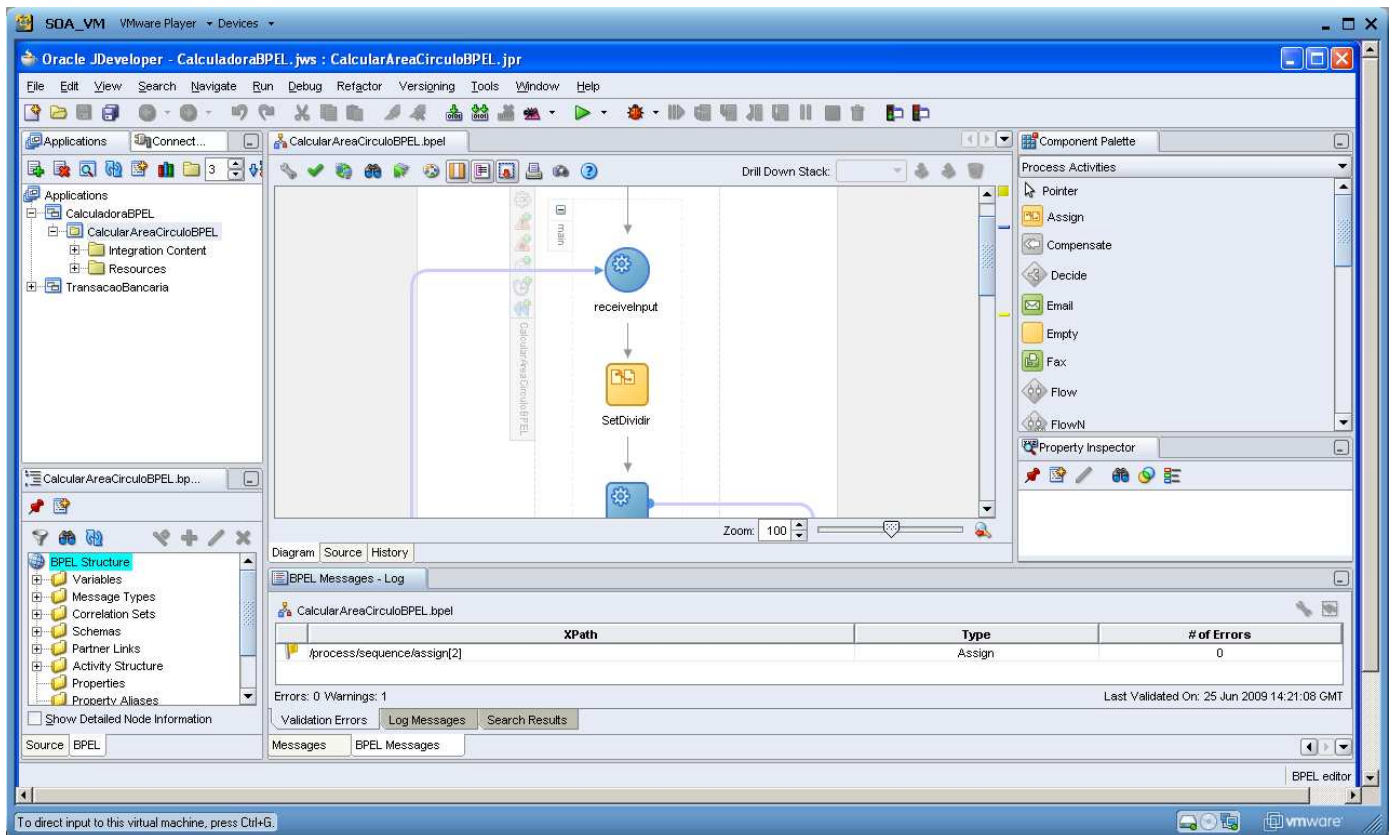 SOA_VM VMware Player Devices
Oracle JDeveloper - CalculadoraBPEL.jws : CalcularAreaCirculoBPEL.jpr
File Edit View Search Navigate Run Debug Refactor Versioning Tools Window Help
Applications Connect...
3
Applications
CalculadoraBPEL
CalcularAreaCirculoBPEL
Integration Content
Resources
TransacaoBancaria
CalcularAreaCirculoBPEL.bp...
BPEL Structure
Variables
Message Types
Correlation Sets
Schemas
Partner Links
Activity Structure
Properties
Property Aliases
Show Detailed Node Information
Source BPEL
CalcularAreaCirculoBPEL.bpel
Drill Down Stack:
main
CalcularAreaCirculoBPEL
receiveInput
SetDividir
Zoom: 100
Diagram Source History
Component Palette
Process Activities
Pointer
Assign
Compensate
Decide
Email
Empty
Fax
Flow
FlowN
Property Inspector
BPEL Messages - Log
CalcularAreaCirculoBPEL.bpel
XPath Type # of Errors
/process/sequence/assign[2] Assign 0
Errors: 0 Warnings: 1 Last Validated On: 25 Jun 2009 14:21:08 GMT
Validation Errors Log Messages Search Results
Messages BPEL Messages
BPEL editor
To direct input to this virtual machine, press Ctrl+G.
vmware